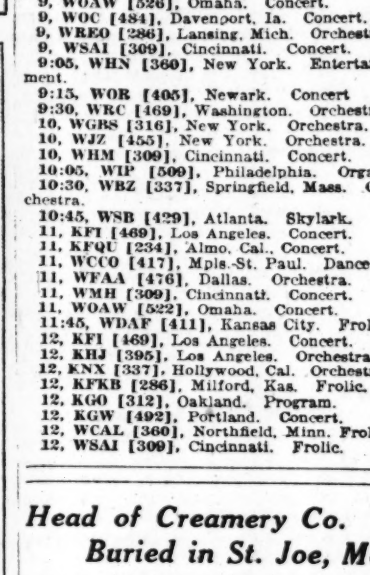 9, WOAW [526], Omaha. Concert.
9, WOC [484], Davenport, Ia. Concert.
9, WREO [286], Lansing, Mich. Orchest
9, WSAI [309], Cincinnati. Concert.
9:05, WHN [360], New York. Enterta
ment.
9:15, WOR [405], Newark. Concert
9:30, WRC [469], Washington. Orchest
10, WGBS [316], New York. Orchestra.
10, WJZ [455], New York. Orchestra.
10, WHM [309], Cincinnati. Concert.
10:05, WIP [509], Philadelphia. Orga
10:30, WBZ [337], Springfield, Mass. O
chestra.
10:45, WSB [429], Atlanta. Skylark.
11, KFI [469], Los Angeles. Concert.
11, KFQU [234], Almo, Cal., Concert.
11, WCCO [417], Mpls.-St. Paul. Dance
11, WFAA [476], Dallas. Orchestra.
11, WMH [309], Cincinnati. Concert.
11, WOAW [522], Omaha. Concert.
11:45, WDAF [411], Kansas City. Frol
12, KFI [469], Los Angeles. Concert.
12, KHJ [395], Los Angeles. Orchestra
12, KNX [337], Hollywood, Cal. Orchest
12, KFKB [286], Milford, Kas. Frolic.
12, KGO [312], Oakland. Program.
12, KGW [492], Portland. Concert.
12, WCAL [360], Northfield, Minn. Frol
12, WSAI [309], Cincinnati. Frolic.
Head of Creamery Co.
Buried in St. Joe, M